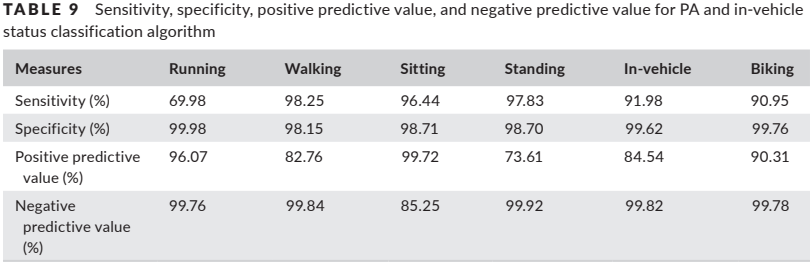 TABLE 9 Sensitivity, specificity, positive predictive value, and negative predictive value for PA and in-vehicle
status classification algorithm
Measures Running Walking Sitting Standing In-vehicle Biking
Sensitivity (%) 69.98 98.25 96.44 97.83 91.98 90.95
Specificity (%) 99.98 98.15 98.71 98.70 99.62 99.76
Positive predictive 96.07 82.76 99.72 73.61 84.54 90.31
value (%)
Negative 99.76 99.84 85.25 99.92 99.82 99.78
predictive value
(%)